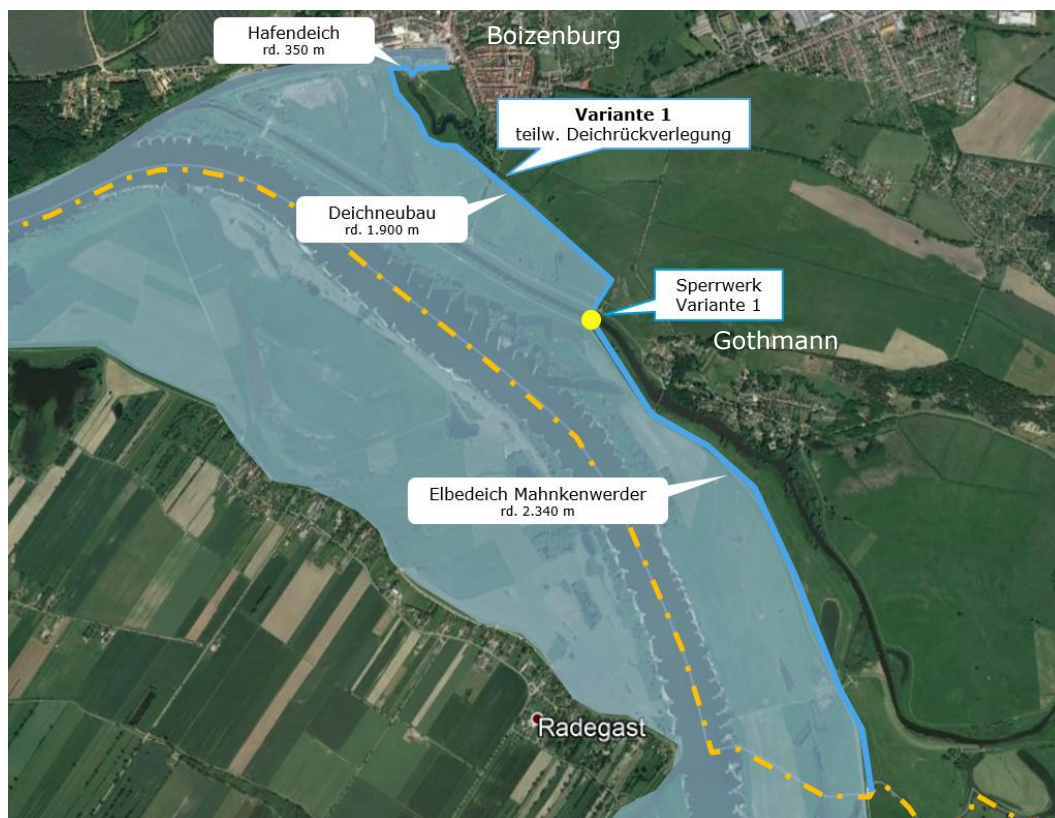 Hafendeich
rd. 350 m
Boizenburg
Variante 1
teilw. Deichrückverlegung
Deichneubau
rd. 1.900 m
Sperrwerk
Variante 1
Gothmann
Elbedeich Mahnkenwerder
rd. 2.340 m
Radegast